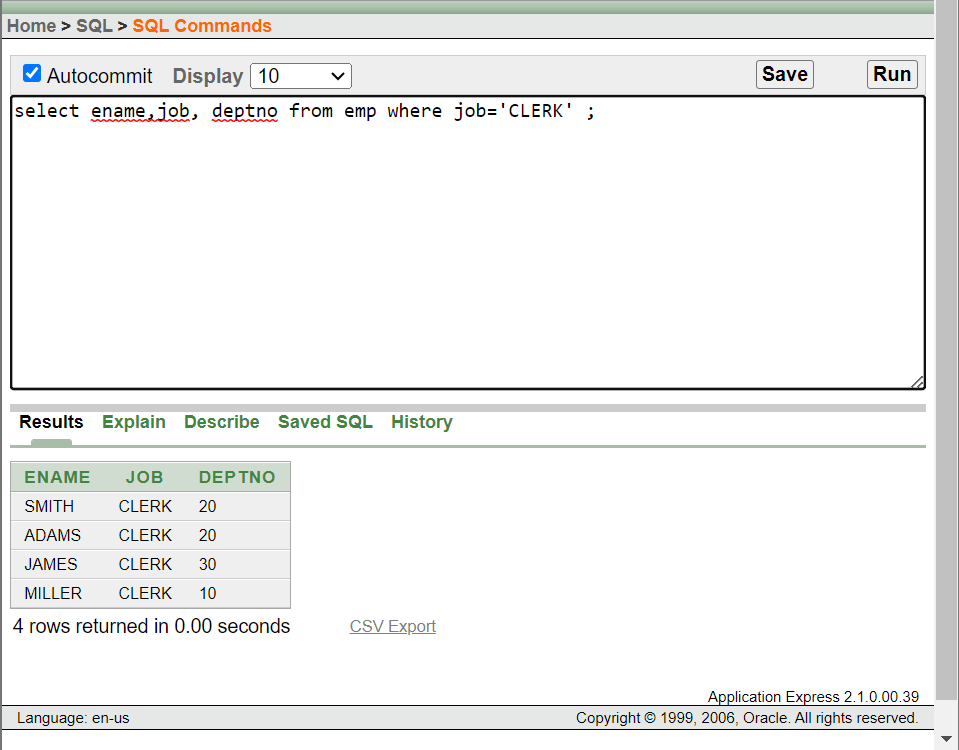 Home > SQL > SQL Commands
Autocommit Display 10 Save Run
select ename,job, deptno from emp where job='CLERK' ;
Results Explain Describe Saved SQL History
ENAME JOB DEPTNO
SMITH CLERK 20
ADAMS CLERK 20
JAMES CLERK 30
MILLER CLERK 10
4 rows returned in 0.00 seconds CSV Export
Application Express 2.1.0.00.39
Language: en-us Copyright © 1999, 2006, Oracle. All rights reserved.